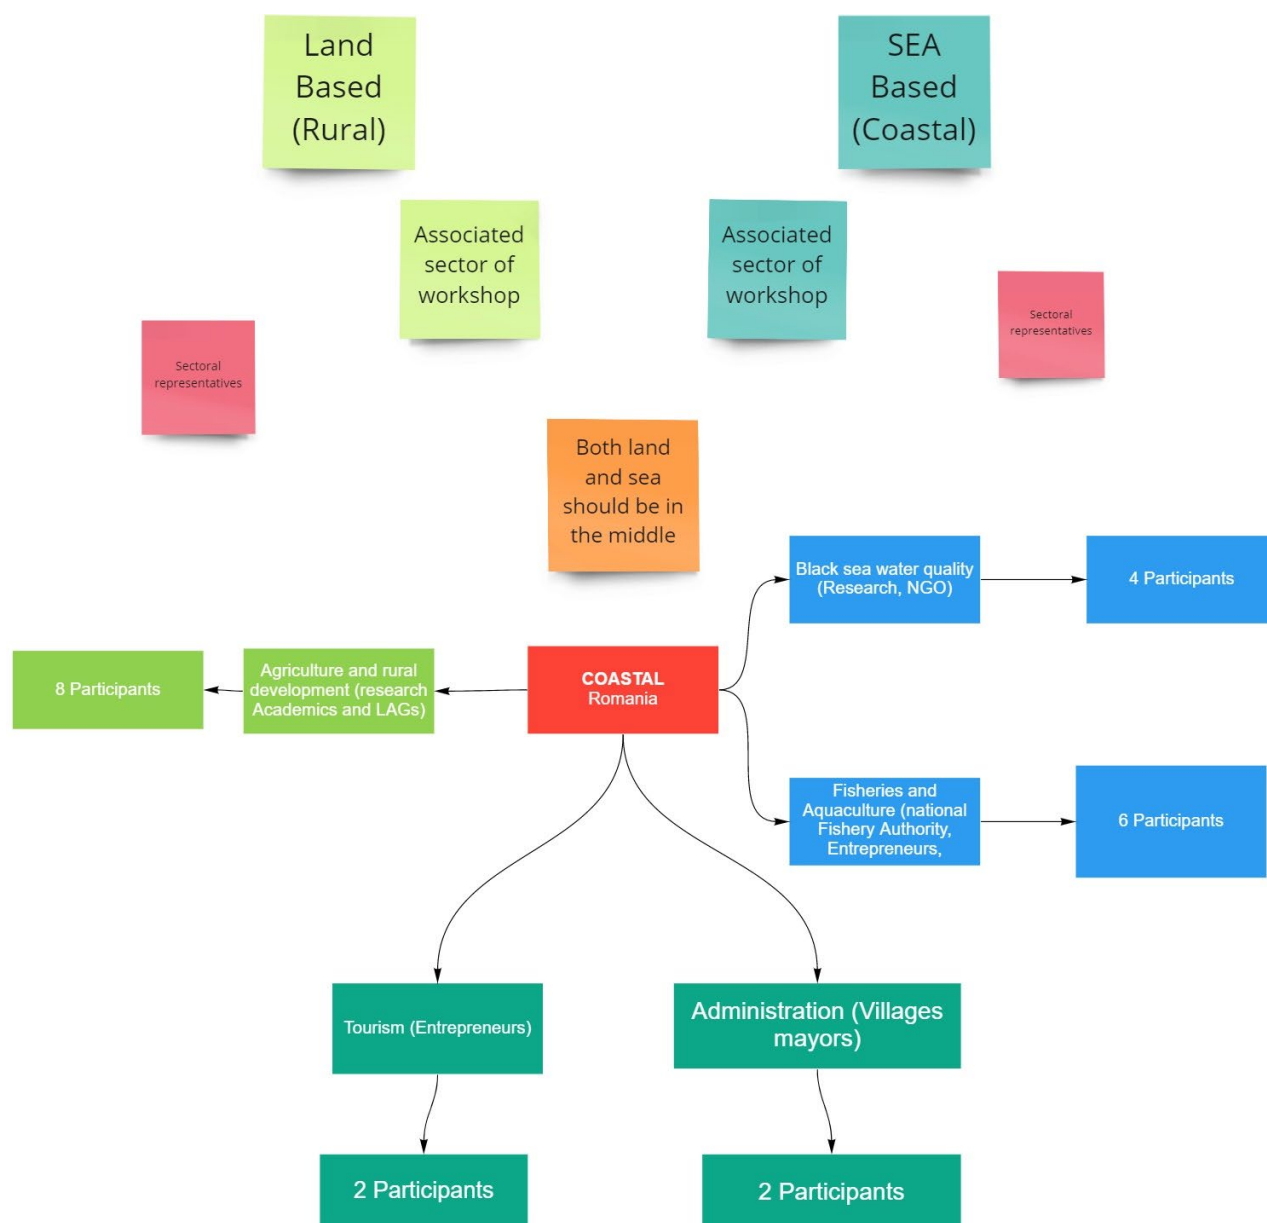 Land
Based
(Rural)
SEA
Based
(Coastal)
Associated
sector of
workshop
Associated
sector of
workshop
Sectoral
representatives
Sectoral
representatives
Both land
and sea
should be in
the middle
Black sea water quality
(Research, NGO)
4 Participants
8 Participants
Agriculture and rural
development (research
Academics and LAGs)
COASTAL
Romania
Fisheries and
Aquaculture (national
Fishery Authority,
Entrepreneurs,
6 Participants
Tourism (Entrepreneurs)
Administration (Villages
mayors)
2 Participants
2 Participants